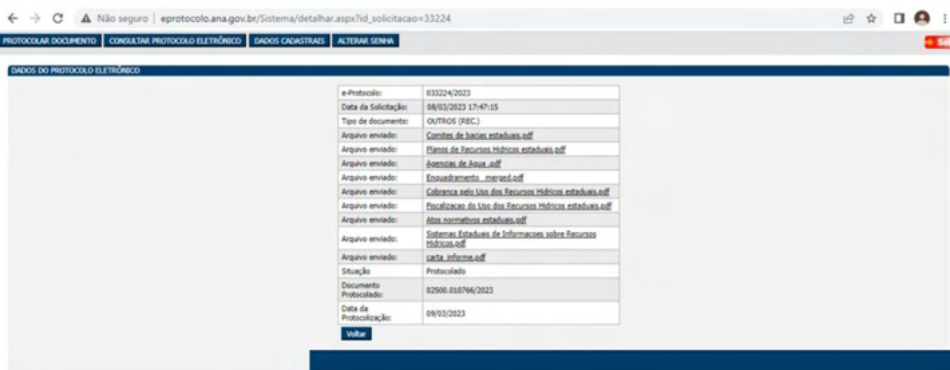 Não seguro | eprotocolo.ana.gov.br/Sistema/detalhar.aspx?id_solicitacao=33224
PROTOCOLAR DOCUMENTO CONSULTAR PROTOCOLO ELETRÔNICO DADOS CADASTRAIS ALTERAR SENHA
DADOS DO PROTOCOLO ELETRÔNICO
e-Protocolo: 033224/2023
Data da Solicitação: 08/03/2023 17:47:15
Tipo de documento: OUTROS (REC.)
Arquivo enviado: Comites de bacias estaduais.pdf
Arquivo enviado: Planos de Recursos Hidricos estaduais.pdf
Arquivo enviado: Agencias de Agua .pdf
Arquivo enviado: Enquadramento_merged.pdf
Arquivo enviado: Cobranca pelo Uso dos Recursos Hidricos estaduais.pdf
Arquivo enviado: Fiscalizacao do Uso dos Recursos Hidricos estaduais.pdf
Arquivo enviado: Atos normativos estaduais.pdf
Arquivo enviado: Sistemas Estaduais de Informacoes sobre Recursos
Hidricos.pdf
Arquivo enviado: carta_informe.pdf
Situação Protocolado
Documento
Protocolado: 02500.010766/2023
Data da
Protocolização: 09/03/2023
Voltar